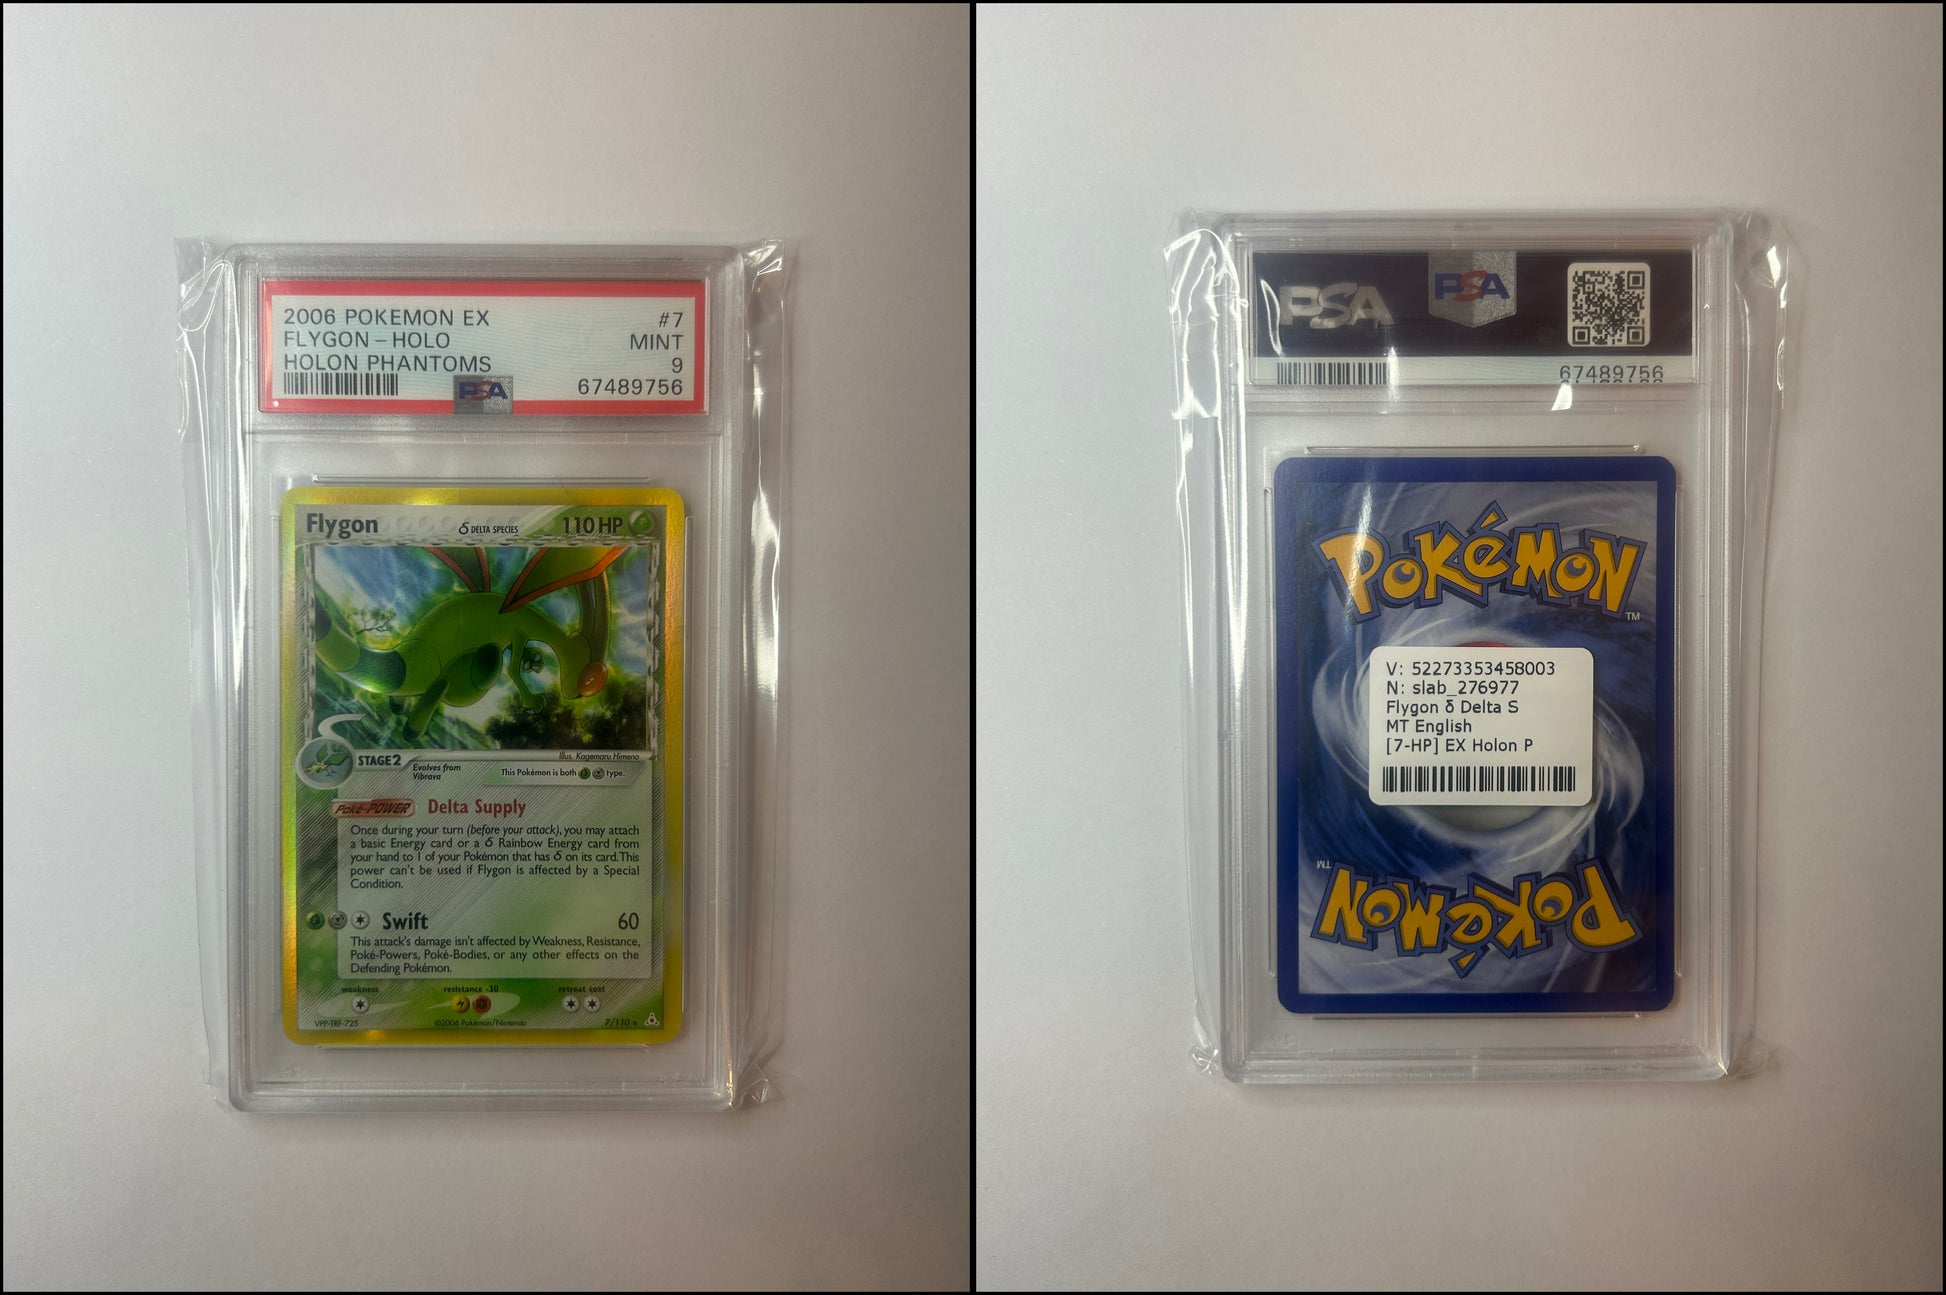 2006 POKEMON EX #7
FLYGON-HOLO MINT
HOLON PHANTOMS 9
PSA 67489756
Flygon δ DELTA SPECIES 110 HP
STAGE 2
Illus. Kagemaru Himeno
Evolves from
Vibrava
This Pokémon is both type.
Poké-POWER Delta Supply
Once during your turn (before your attack), you may attach
a basic Energy card or a δ Rainbow Energy card from
your hand to 1 of your Pokémon that has δ on its card. This
power can't be used if Flygon is affected by a Special
Condition.
Swift 60
This attack's damage isn't affected by Weakness, Resistance,
Poké-Powers, Poké-Bodies, or any other effects on the
Defending Pokémon.
weakness resistance -30 retreat cost
VPP-TRF-725 ©2006 Pokémon/Nintendo 7/110
PSA PSA
67489756
POKéMON
TM
V: 52273353458003
N: slab_276977
Flygon δ Delta S
MT English
[7-HP] EX Holon P
TM
POKéMON